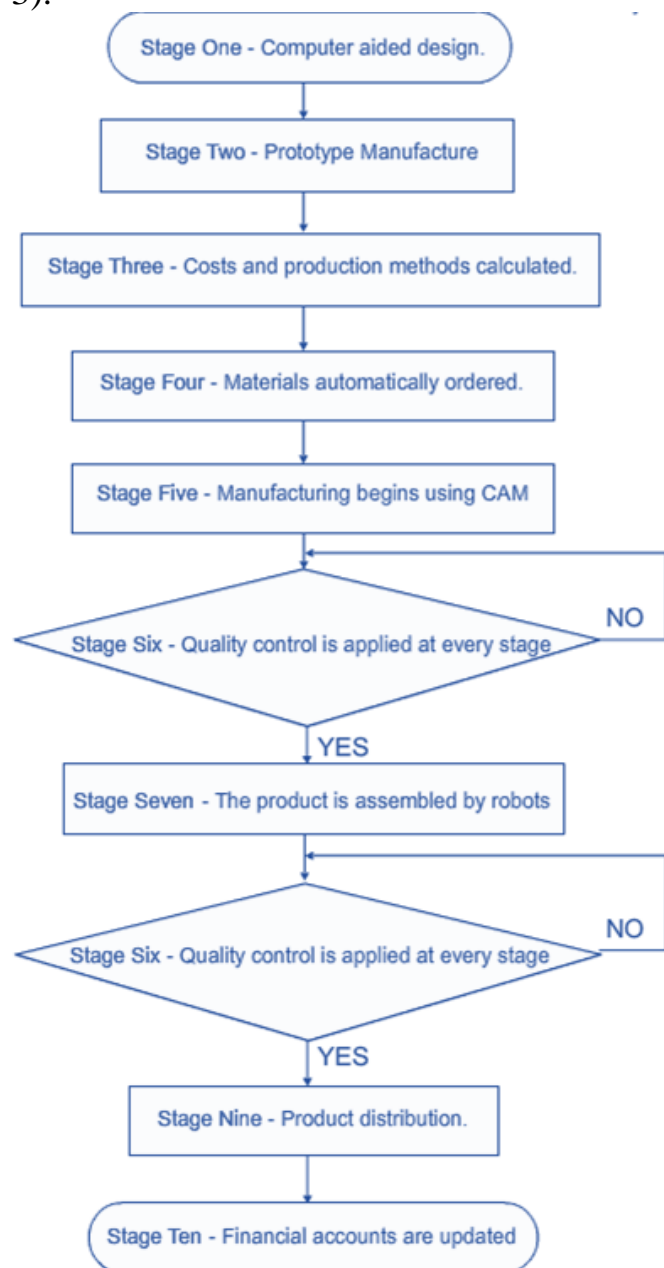 3).
Stage One - Computer aided design.
Stage Two - Prototype Manufacture
Stage Three - Costs and production methods calculated.
Stage Four - Materials automatically ordered.
Stage Five - Manufacturing begins using CAM
NO
Stage Six - Quality control is applied at every stage
YES
Stage Seven - The product is assembled by robots
NO
Stage Six - Quality control is applied at every stage
YES
Stage Nine - Product distribution.
Stage Ten - Financial accounts are updated